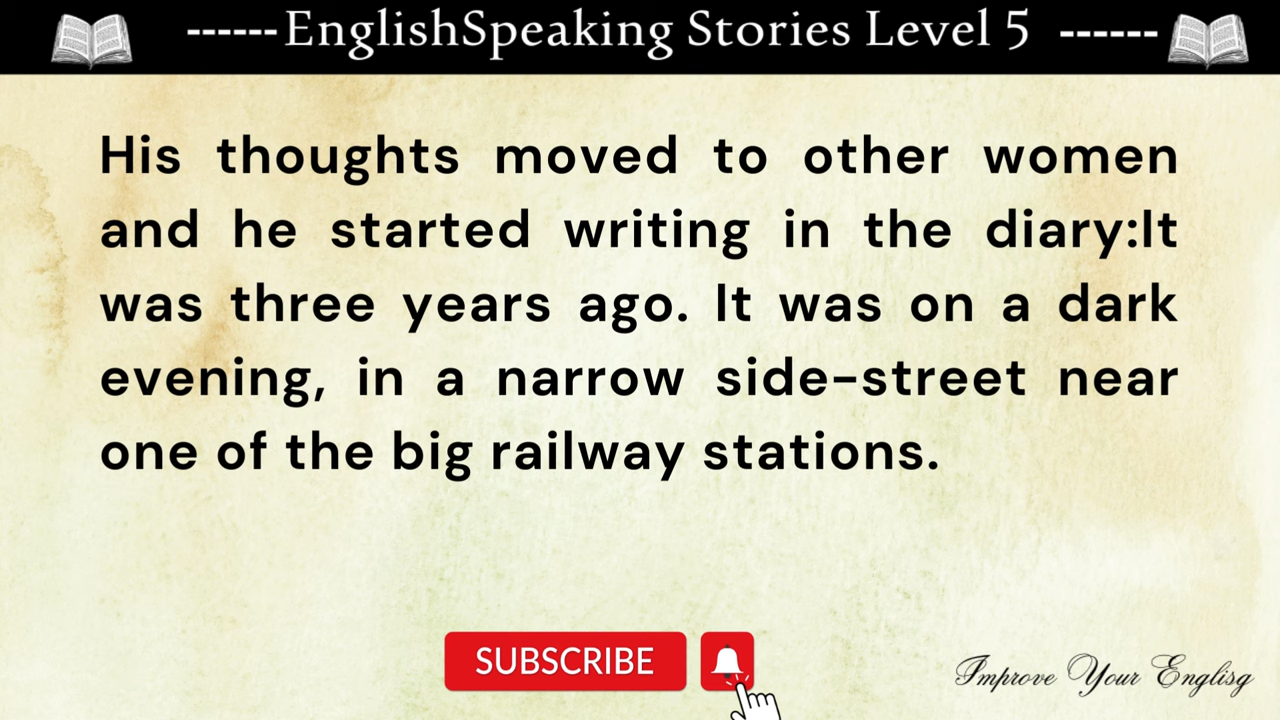 ------EnglishSpeaking Stories Level 5 ------
His thoughts moved to other women
and he started writing in the diary:It
was three years ago. It was on a dark
evening, in a narrow side-street near
one of the big railway stations.
SUBSCRIBE
Improve Your Englisg